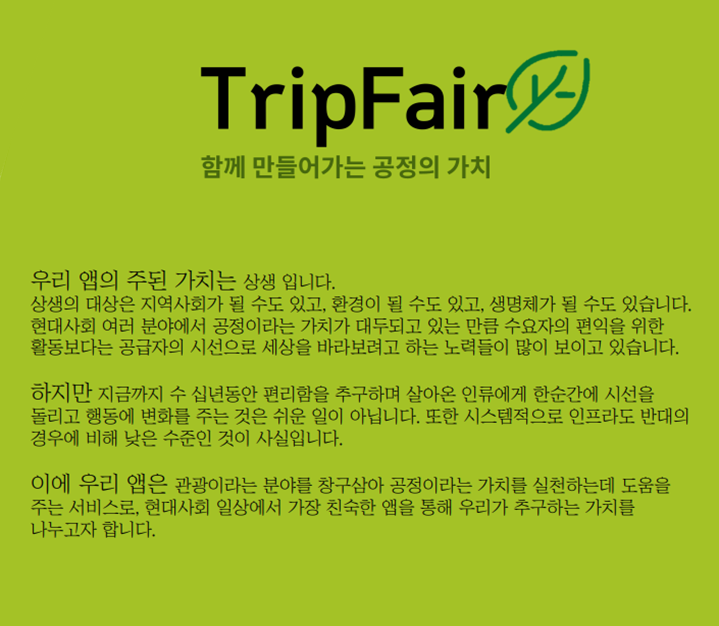 TripFair
함께 만들어가는 공정의 가치
우리 앱의 주된 가치는 상생 입니다.
상생의 대상은 지역사회가 될 수도 있고, 환경이 될 수도 있고, 생명체가 될 수도 있습니다.
현대사회 여러 분야에서 공정이라는 가치가 대두되고 있는 만큼 수요자의 편익을 위한
활동보다는 공급자의 시선으로 세상을 바라보려고 하는 노력들이 많이 보이고 있습니다.
하지만 지금까지 수 십년동안 편리함을 추구하며 살아온 인류에게 한순간에 시선을
돌리고 행동에 변화를 주는 것은 쉬운 일이 아닙니다. 또한 시스템적으로 인프라도 반대의
경우에 비해 낮은 수준인 것이 사실입니다.
이에 우리 앱은 관광이라는 분야를 창구삼아 공정이라는 가치를 실천하는데 도움을
주는 서비스로, 현대사회 일상에서 가장 친숙한 앱을 통해 우리가 추구하는 가치를
나누고자 합니다.